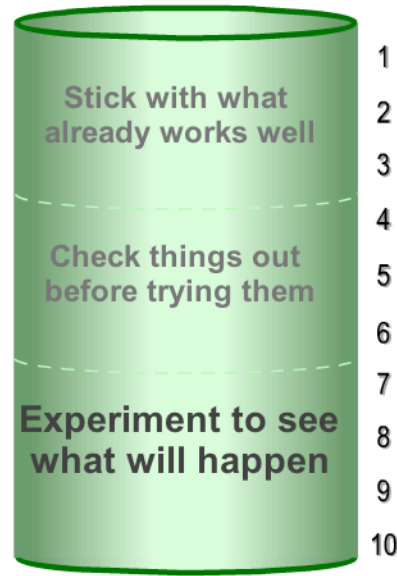 1
Stick with what
2
already works well
3
4
Check things out
5
before trying them
6
7
Experiment to see
8
what will happen
9
10